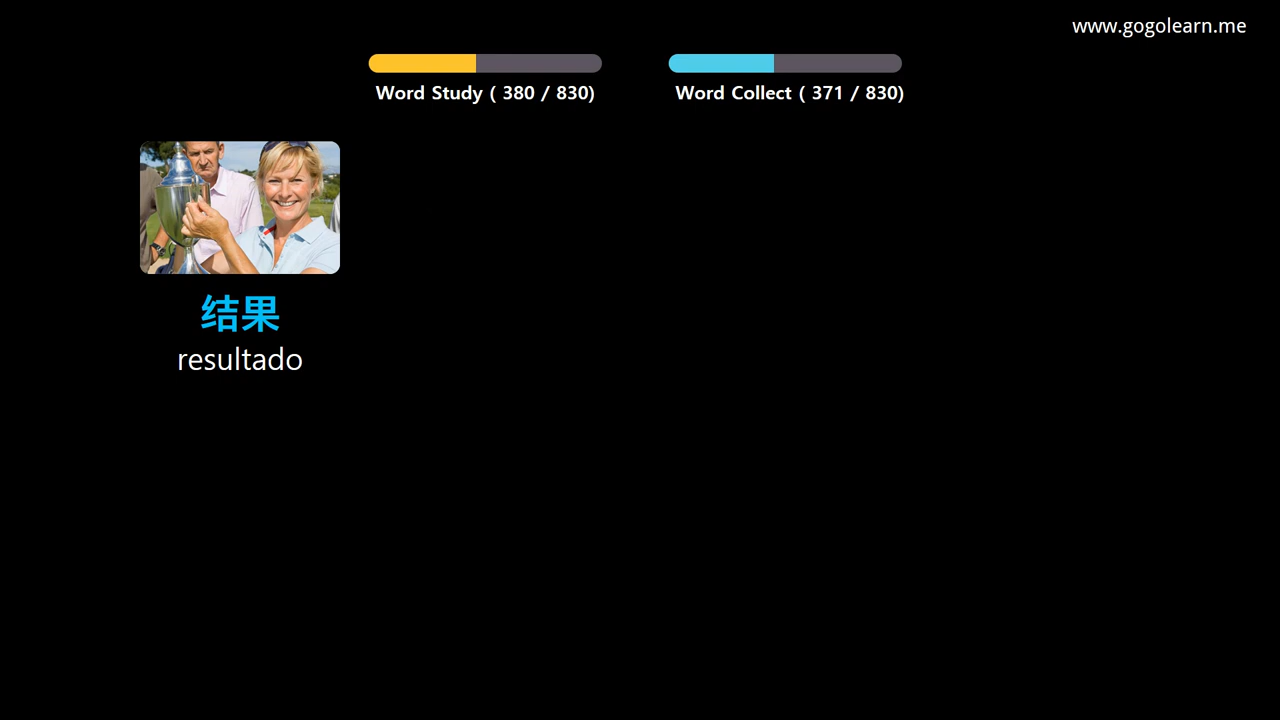 www.gogolearn.me
Word Study ( 380 / 830)
Word Collect ( 371 / 830)
结果
resultado